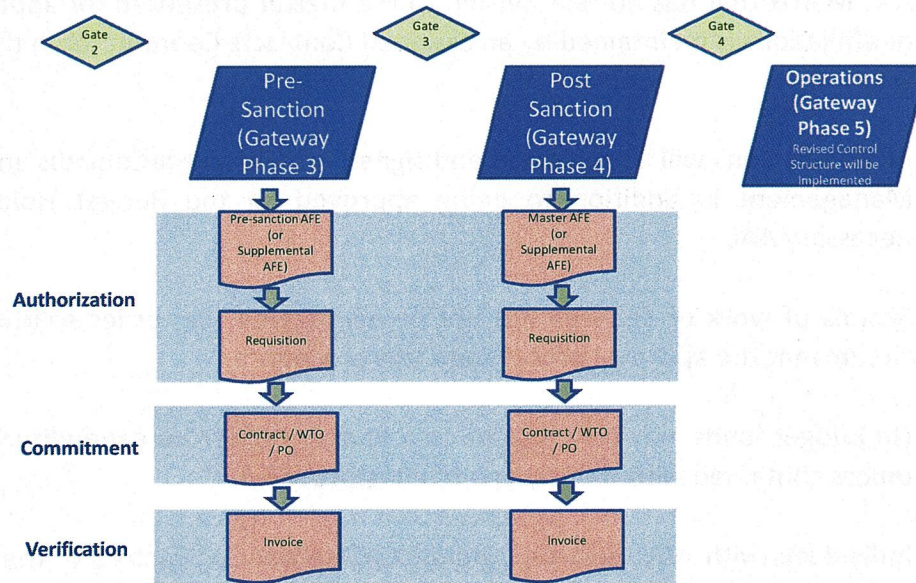 Gate
2
Gate
3
Gate
4
Pre-
Sanction
(Gateway
Phase 3)
Post
Sanction
(Gateway
Phase 4)
Operations
(Gateway
Phase 5)
Revised Control
Structure will be
Implemented
Authorization
Pre-sanction AFE
(or
Supplemental
AFE)
Master AFE
(or
Supplemental
AFE)
Requisition
Requisition
Commitment
Contract / WTO
/ PO
Contract / WTO
/ PO
Verification
Invoice
Invoice